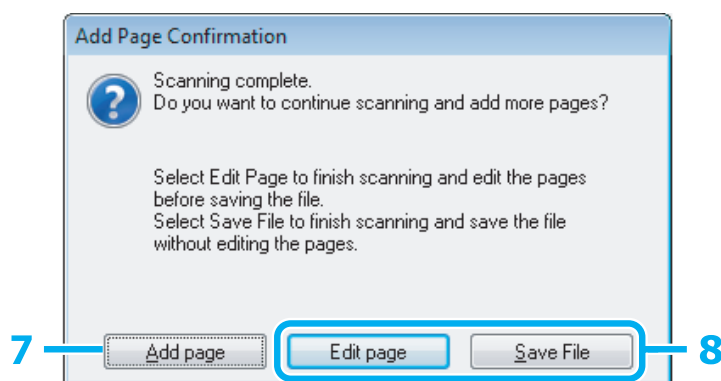 Add Page Confirmation
Scanning complete.
Do you want to continue scanning and add more pages?
Select Edit Page to finish scanning and edit the pages
before saving the file.
Select Save File to finish scanning and save the file
without editing the pages.
7 Add page Edit page Save File 8